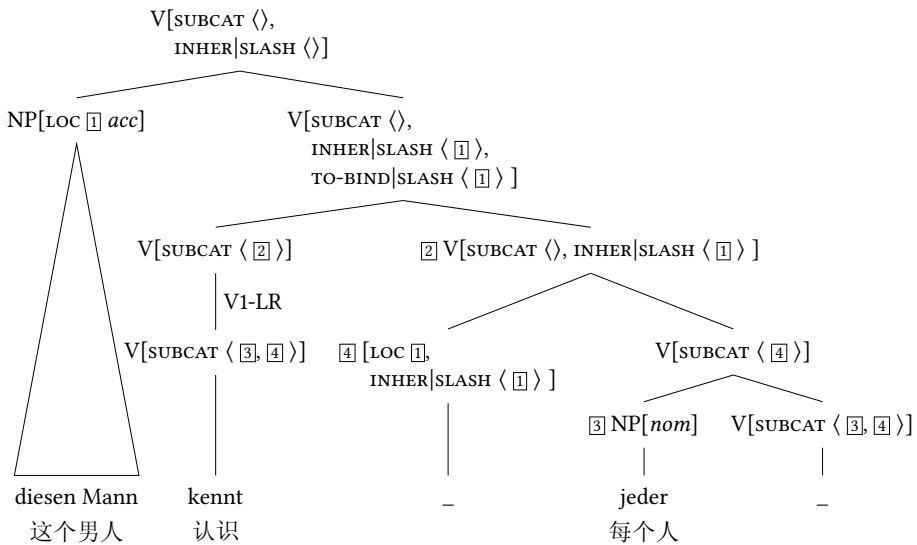 V[SUBCAT ⟨⟩,
INHER|SLASH ⟨⟩]
NP[LOC 1 acc]
V[SUBCAT ⟨⟩,
INHER|SLASH ⟨ 1 ⟩,
TO-BIND|SLASH ⟨ 1 ⟩ ]
V[SUBCAT ⟨ 2 ⟩]
2 V[SUBCAT ⟨⟩, INHER|SLASH ⟨ 1 ⟩ ]
V1-LR
V[SUBCAT ⟨ 3, 4 ⟩]
4 [LOC 1,
INHER|SLASH ⟨ 1 ⟩ ]
V[SUBCAT ⟨ 4 ⟩]
3 NP[nom]
V[SUBCAT ⟨ 3, 4 ⟩]
diesen Mann
kennt
_
jeder
_
这个男人
认识
每个人